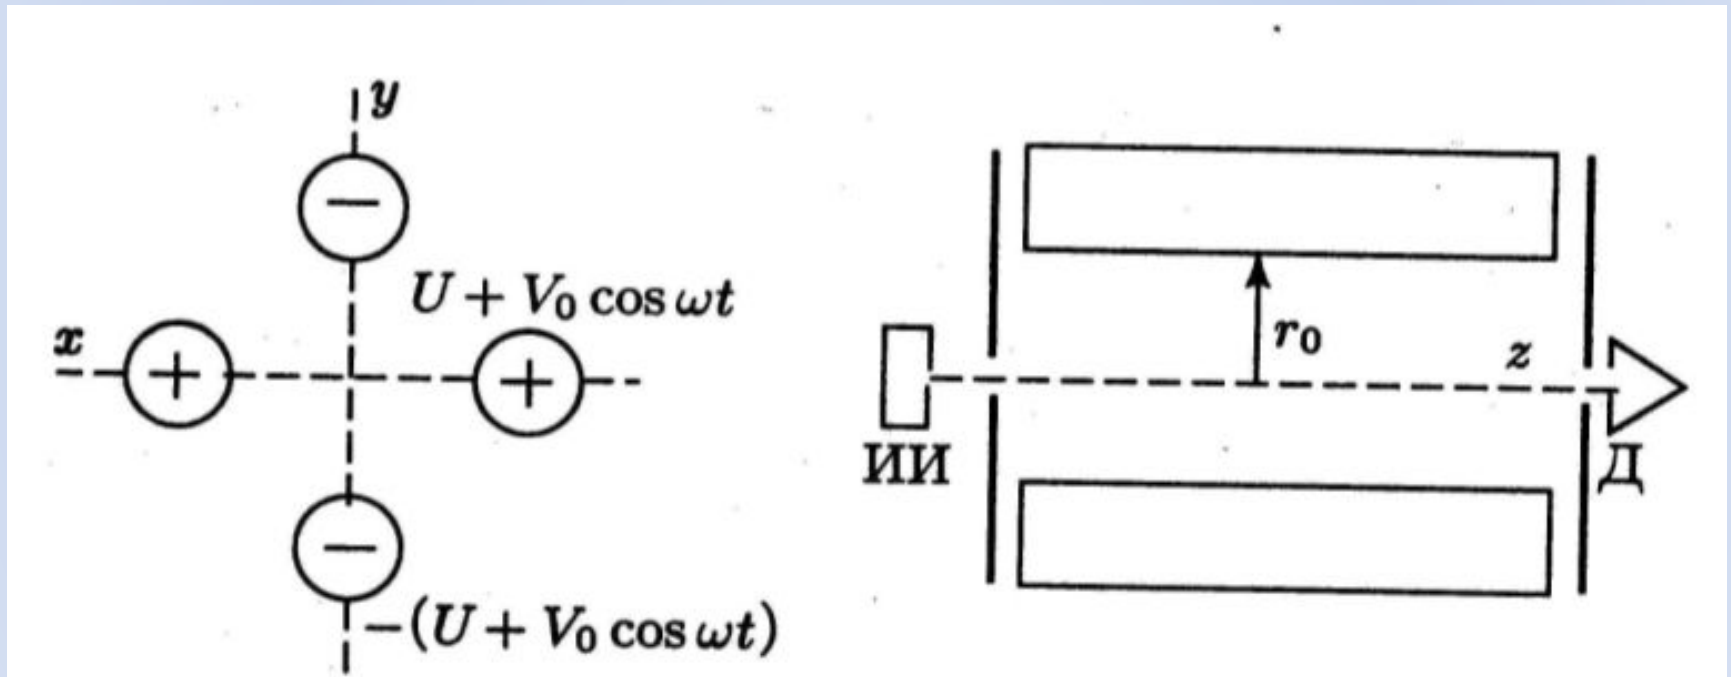 y
−
U + V₀ cos ωt
x
+
+
−
−(U + V₀ cos ωt)
r₀
z
ИИ
Д